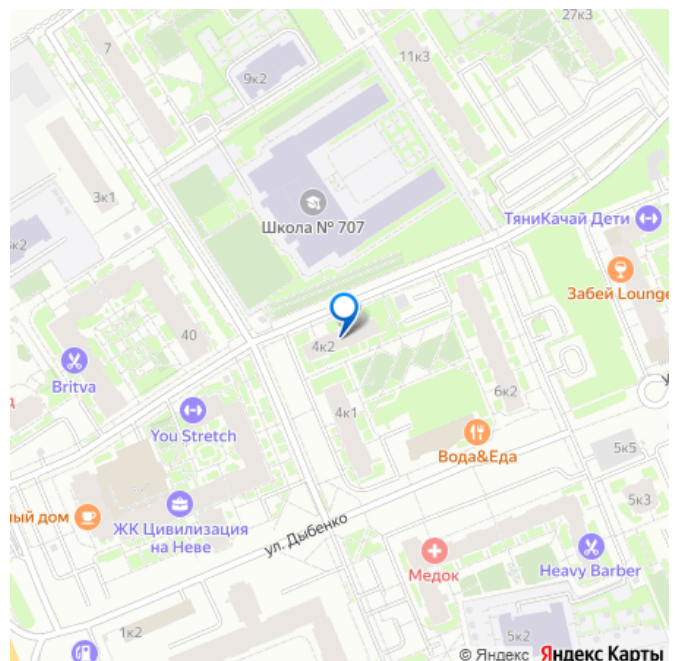 27к3
7
11к3
9к2
3к1
Школа № 707
ТяниКачай Дети
к2
Забей Lounge
40
4к2
Britva
6к2
4к1
You Stretch
Вода&Еда
5к5
ый дом
5к3
ЖК Цивилизация
на Неве
ул. Дыбенко
Медок
Heavy Barber
1к2
5к2
© Яндекс Яндекс Карты